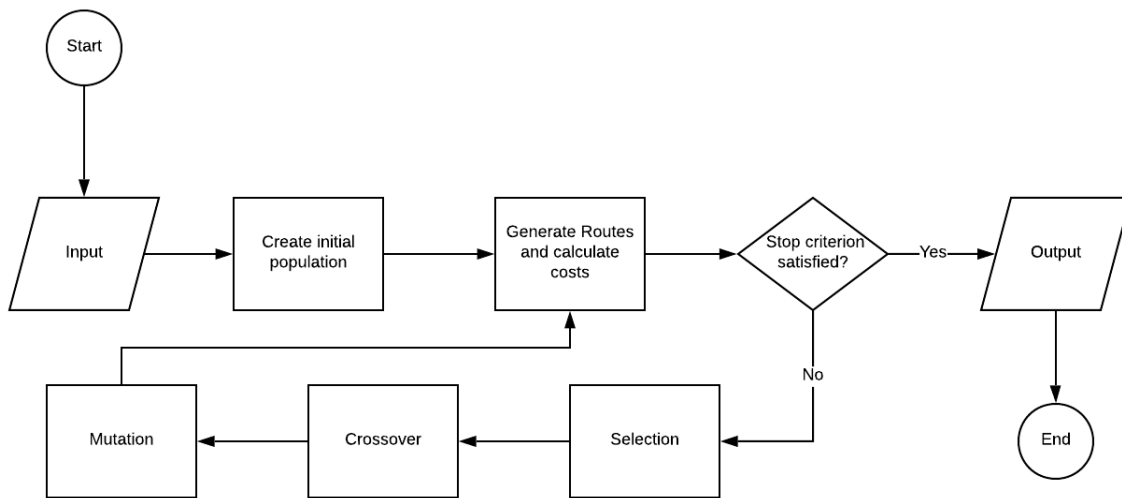 Start
Input
Create initial
population
Generate Routes
and calculate
costs
Stop criterion
satisfied?
Yes
Output
No
Mutation
Crossover
Selection
End